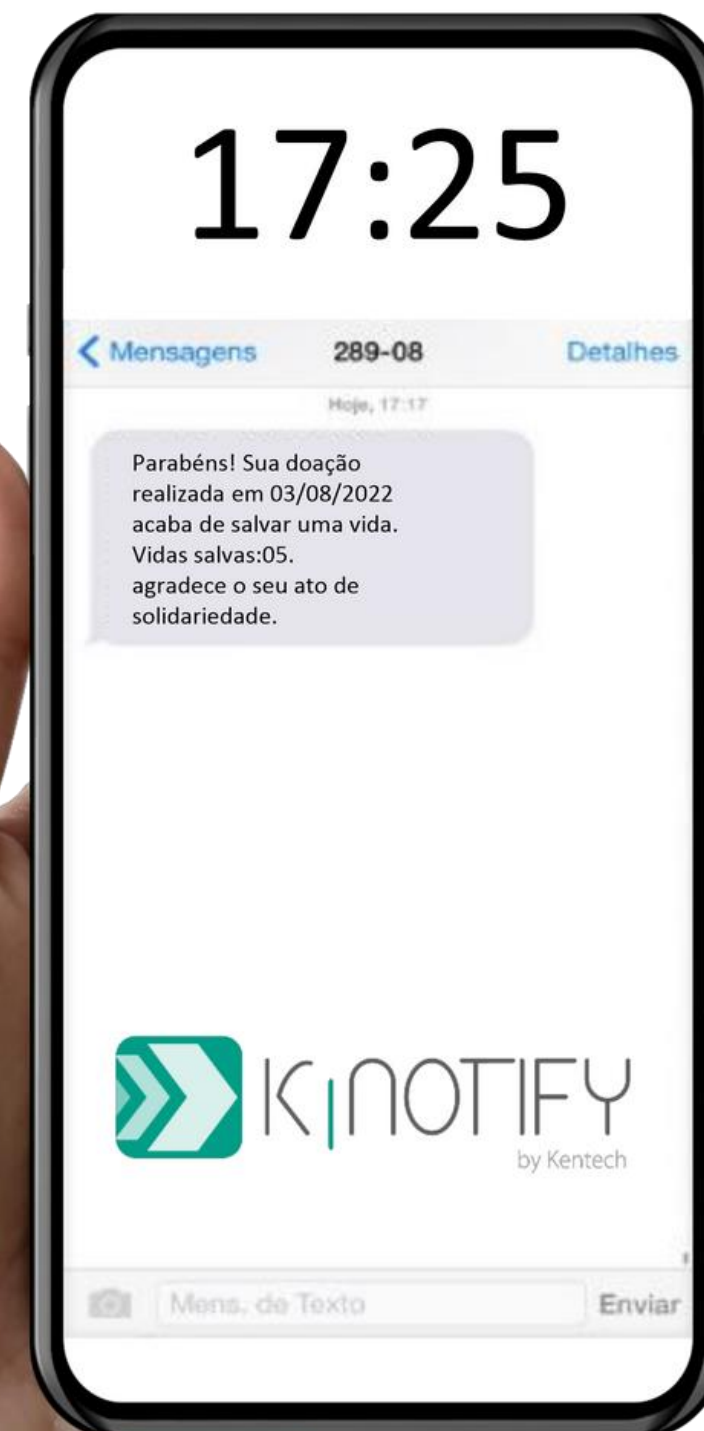 17:25
Mensagens 289-08 Detalhes
Hoje, 17:17
Parabéns! Sua doação
realizada em 03/08/2022
acaba de salvar uma vida.
Vidas salvas:05.
agradece o seu ato de
solidariedade.
K|NOTIFY
by Kentech
Mens. de Texto Enviar